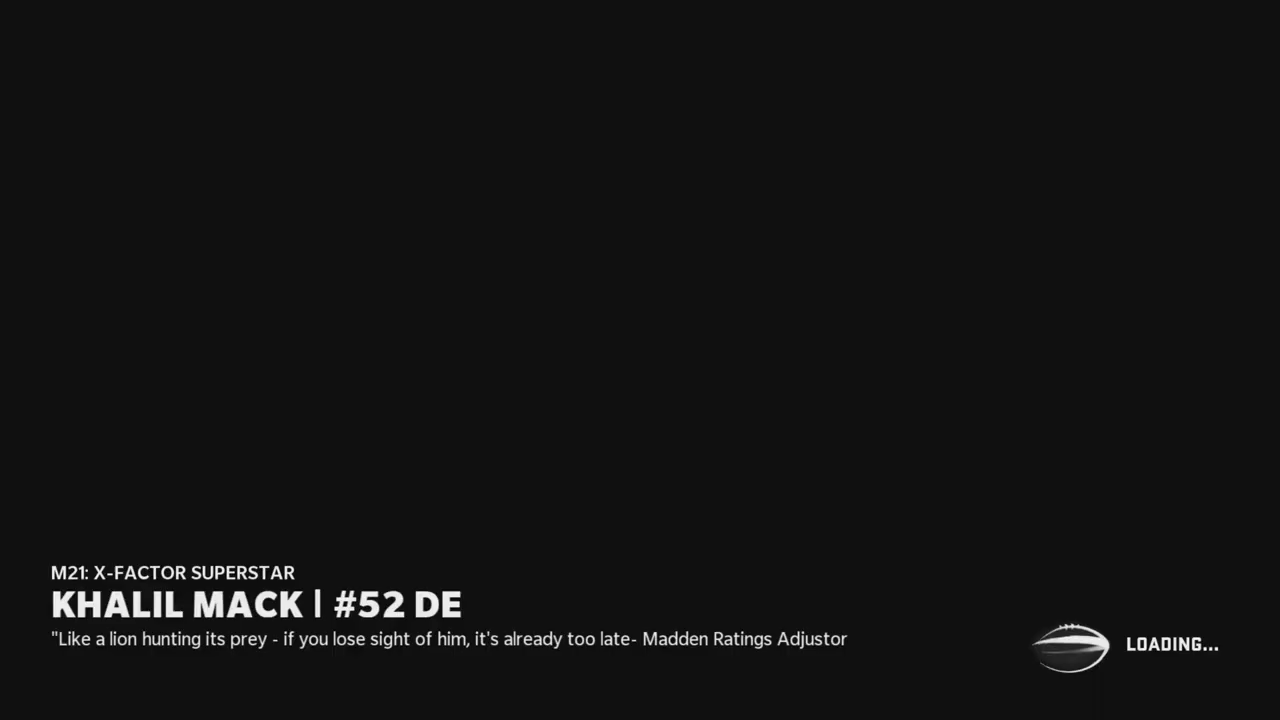 M21: X-FACTOR SUPERSTAR
KHALIL MACK | #52 DE
"Like a lion hunting its prey - if you lose sight of him, it's already too late- Madden Ratings Adjustor
LOADING...